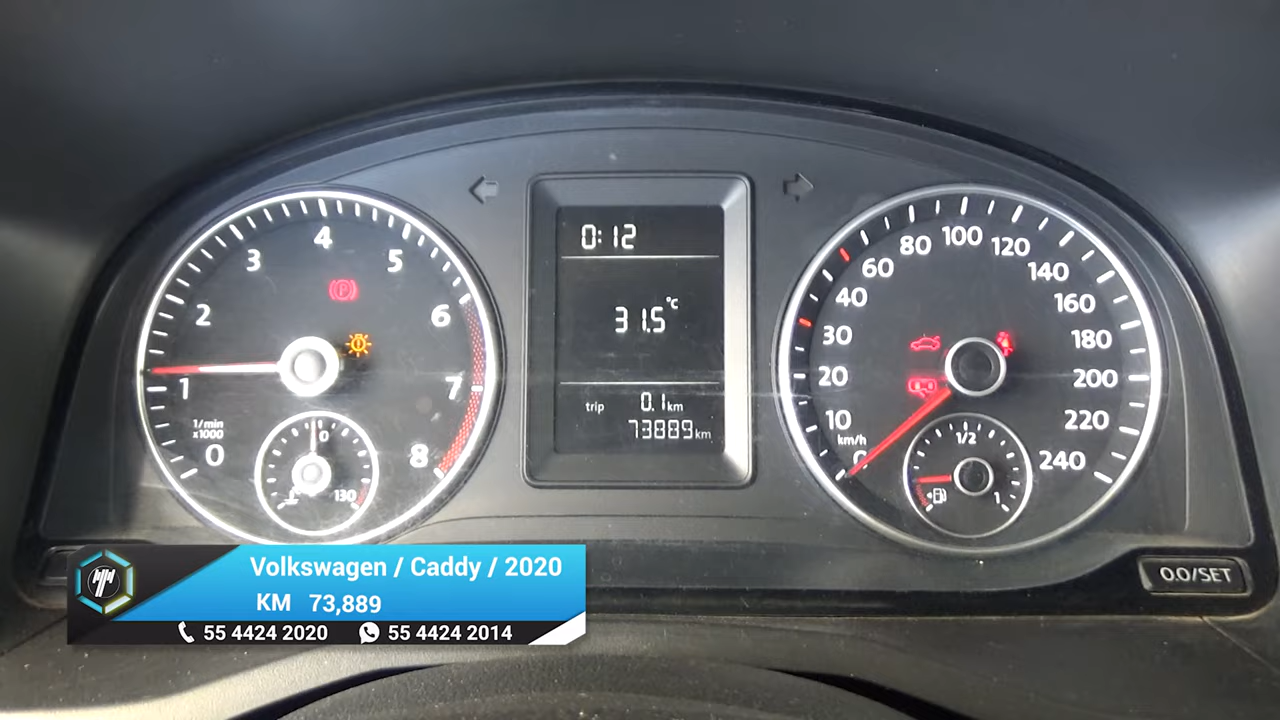 0:12
31.5°C
trip 0.1km
73889km
1/min
x1000
0
1
2
3
4
5
6
7
8
(P)
0
130
km/h
0
10
20
30
40
60
80
100
120
140
160
180
200
220
240
1/2
1
0.0/SET
Volkswagen / Caddy / 2020
KM 73,889
55 4424 2020 55 4424 2014